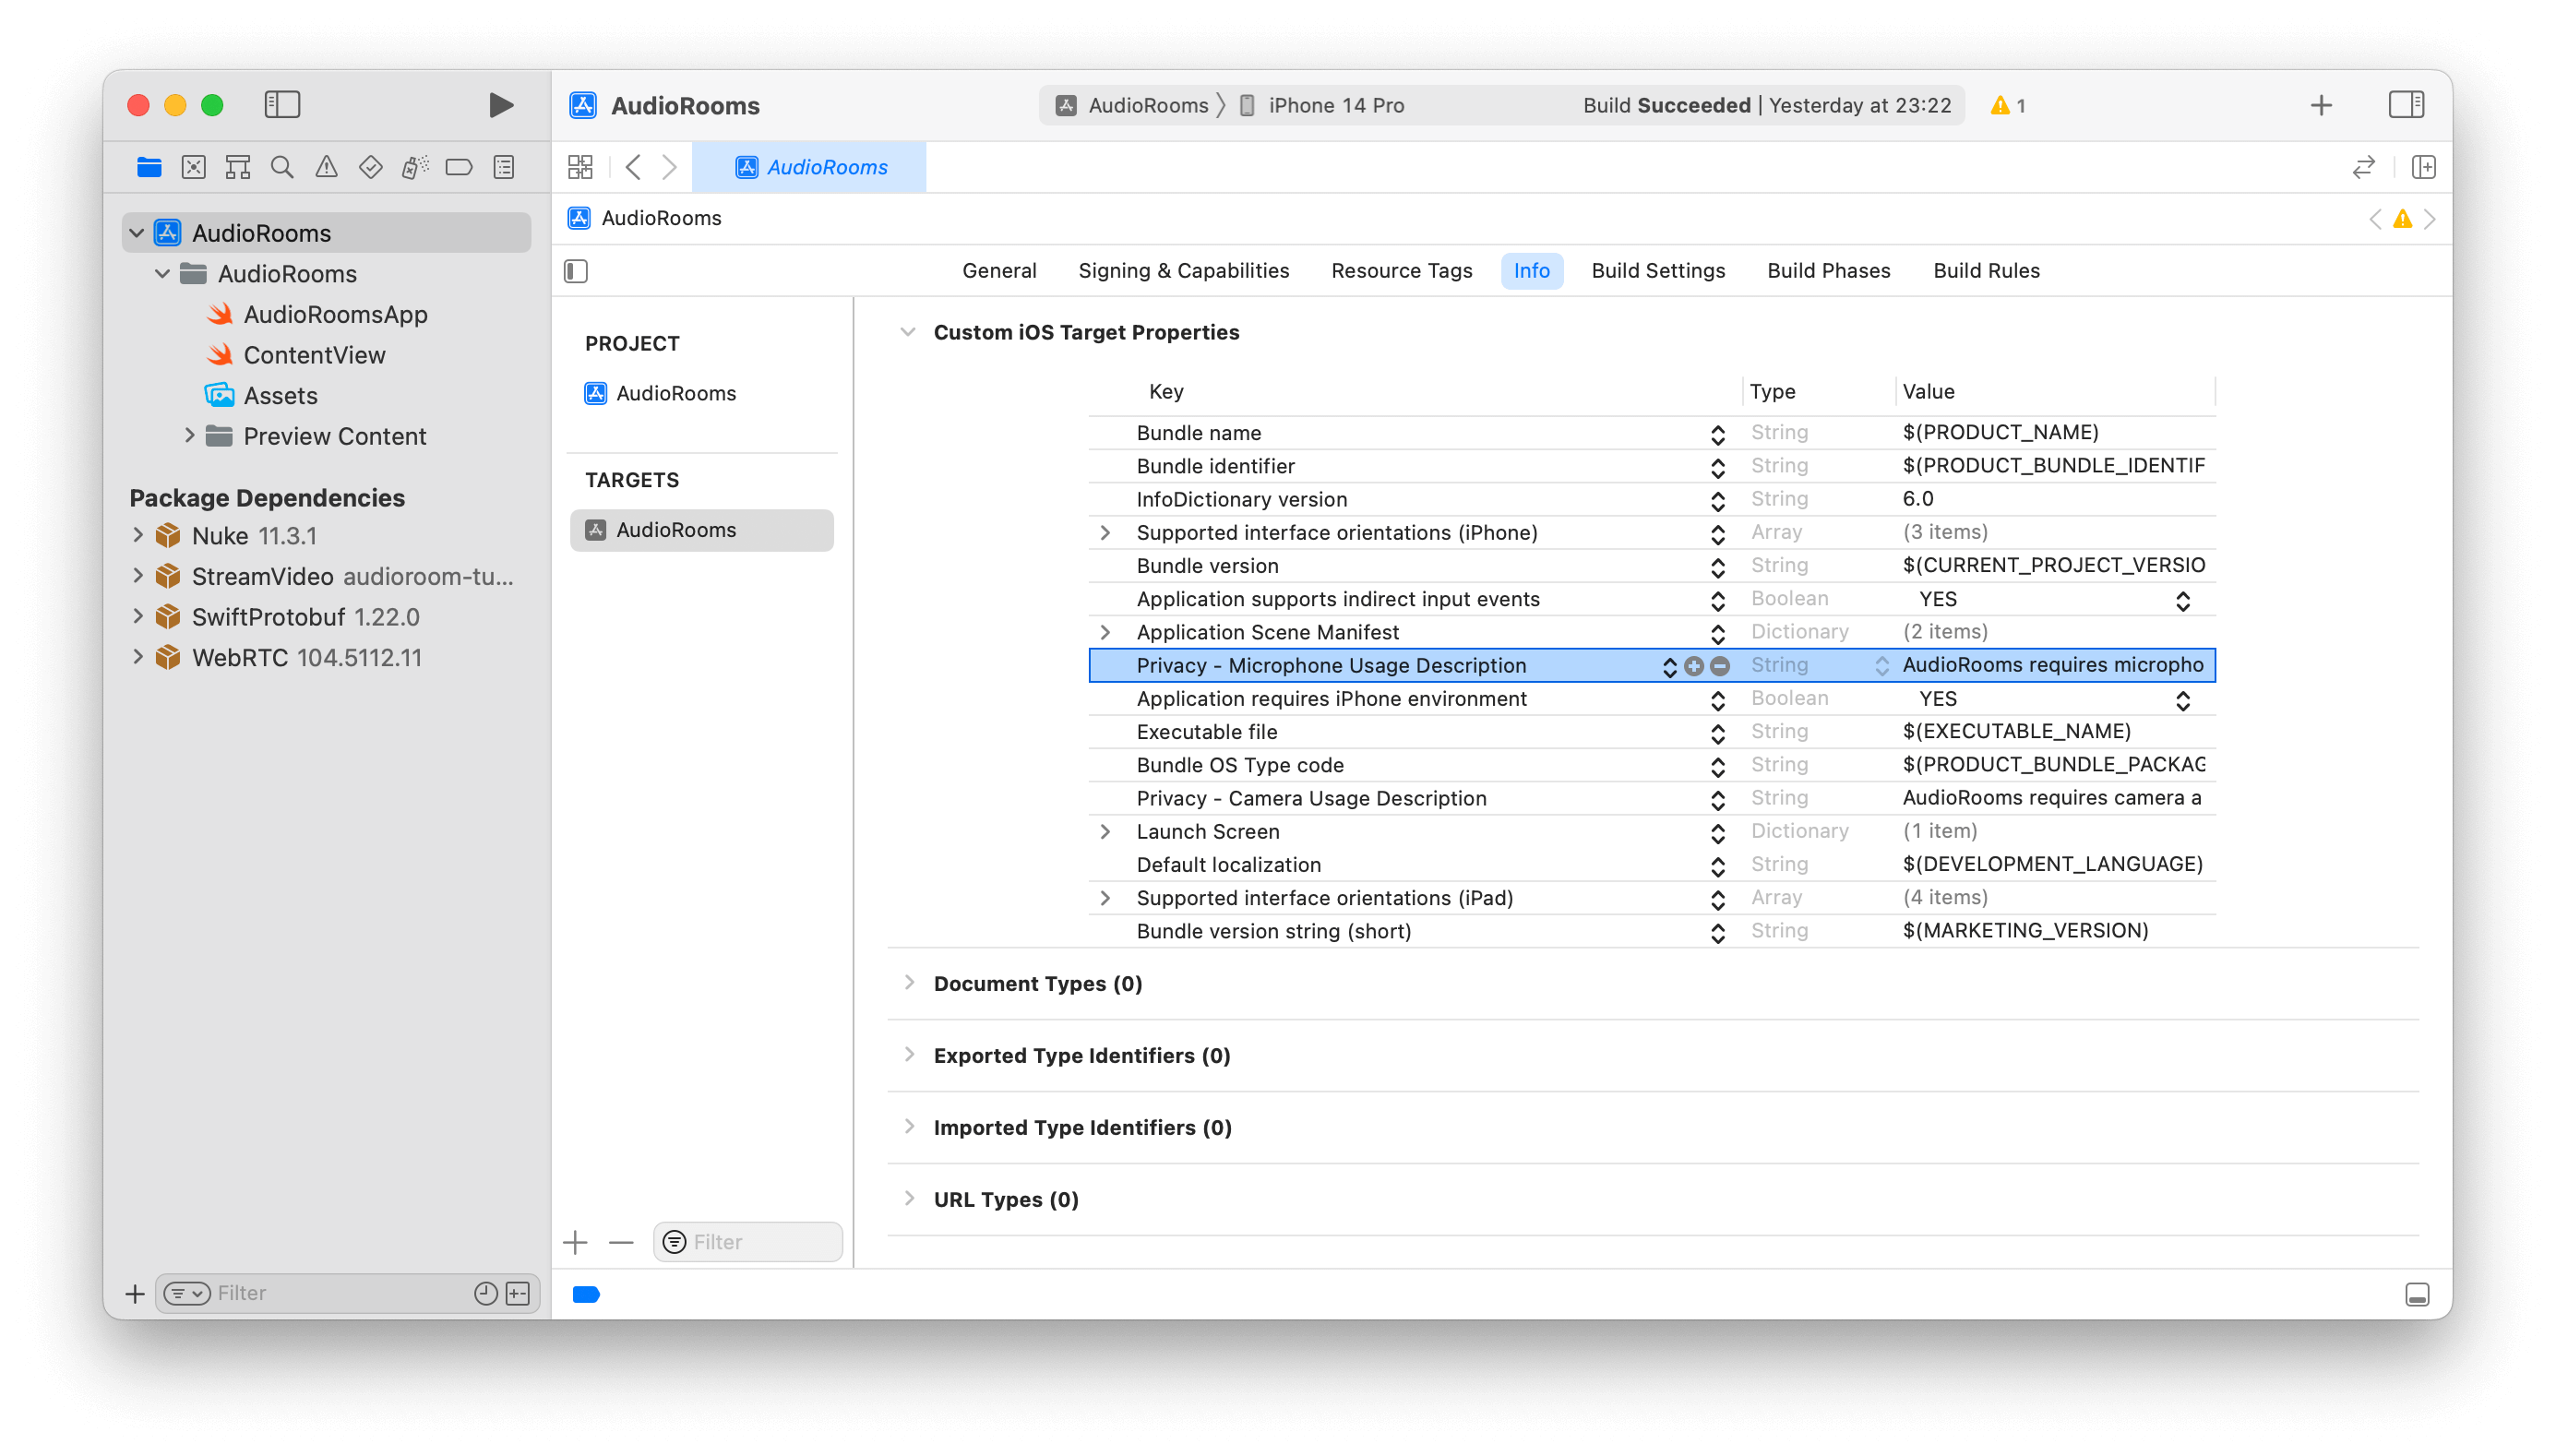 AudioRooms
AudioRooms
iPhone 14 Pro
Build Succeeded | Yesterday at 23:22
1
AudioRooms
AudioRooms
AudioRooms
AudioRooms
AudioRoomsApp
ContentView
Assets
Preview Content
Package Dependencies
Nuke 11.3.1
StreamVideo audioroom-tu...
SwiftProtobuf 1.22.0
WebRTC 104.5112.11
Filter
General
Signing & Capabilities
Resource Tags
Info
Build Settings
Build Phases
Build Rules
PROJECT
AudioRooms
TARGETS
AudioRooms
Filter
Custom iOS Target Properties
Key Type Value
Bundle name String $(PRODUCT_NAME)
Bundle identifier String $(PRODUCT_BUNDLE_IDENTIF
InfoDictionary version String 6.0
Supported interface orientations (iPhone) Array (3 items)
Bundle version String $(CURRENT_PROJECT_VERSIO
Application supports indirect input events Boolean YES
Application Scene Manifest Dictionary (2 items)
Privacy - Microphone Usage Description String AudioRooms requires micropho
Application requires iPhone environment Boolean YES
Executable file String $(EXECUTABLE_NAME)
Bundle OS Type code String $(PRODUCT_BUNDLE_PACKAG
Privacy - Camera Usage Description String AudioRooms requires camera a
Launch Screen Dictionary (1 item)
Default localization String $(DEVELOPMENT_LANGUAGE)
Supported interface orientations (iPad) Array (4 items)
Bundle version string (short) String $(MARKETING_VERSION)
Document Types (0)
Exported Type Identifiers (0)
Imported Type Identifiers (0)
URL Types (0)